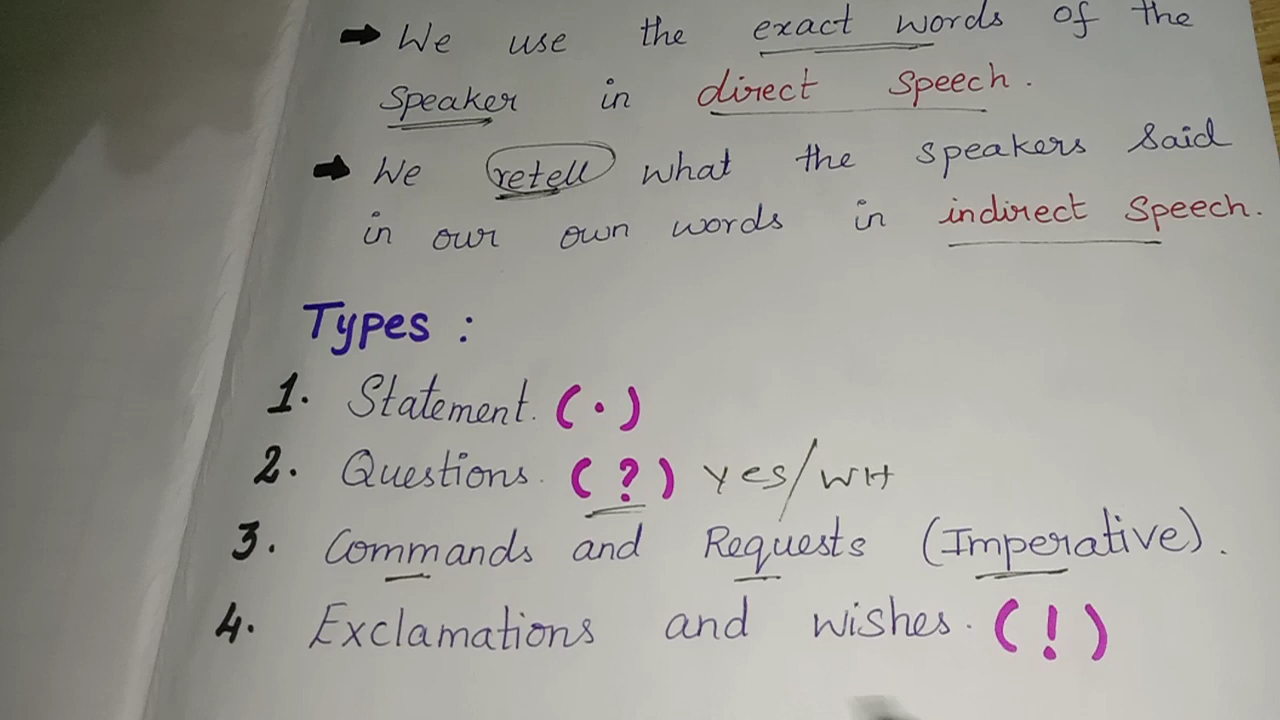 ➡ We use the exact words of the
Speaker in direct Speech.
➡ We retell what the speakers Said
in our own words in indirect Speech.
Types :
1. Statement. (.)
2. Questions. (?) Yes/WH
3. Commands and Requests (Imperative).
4. Exclamations and wishes. (!)